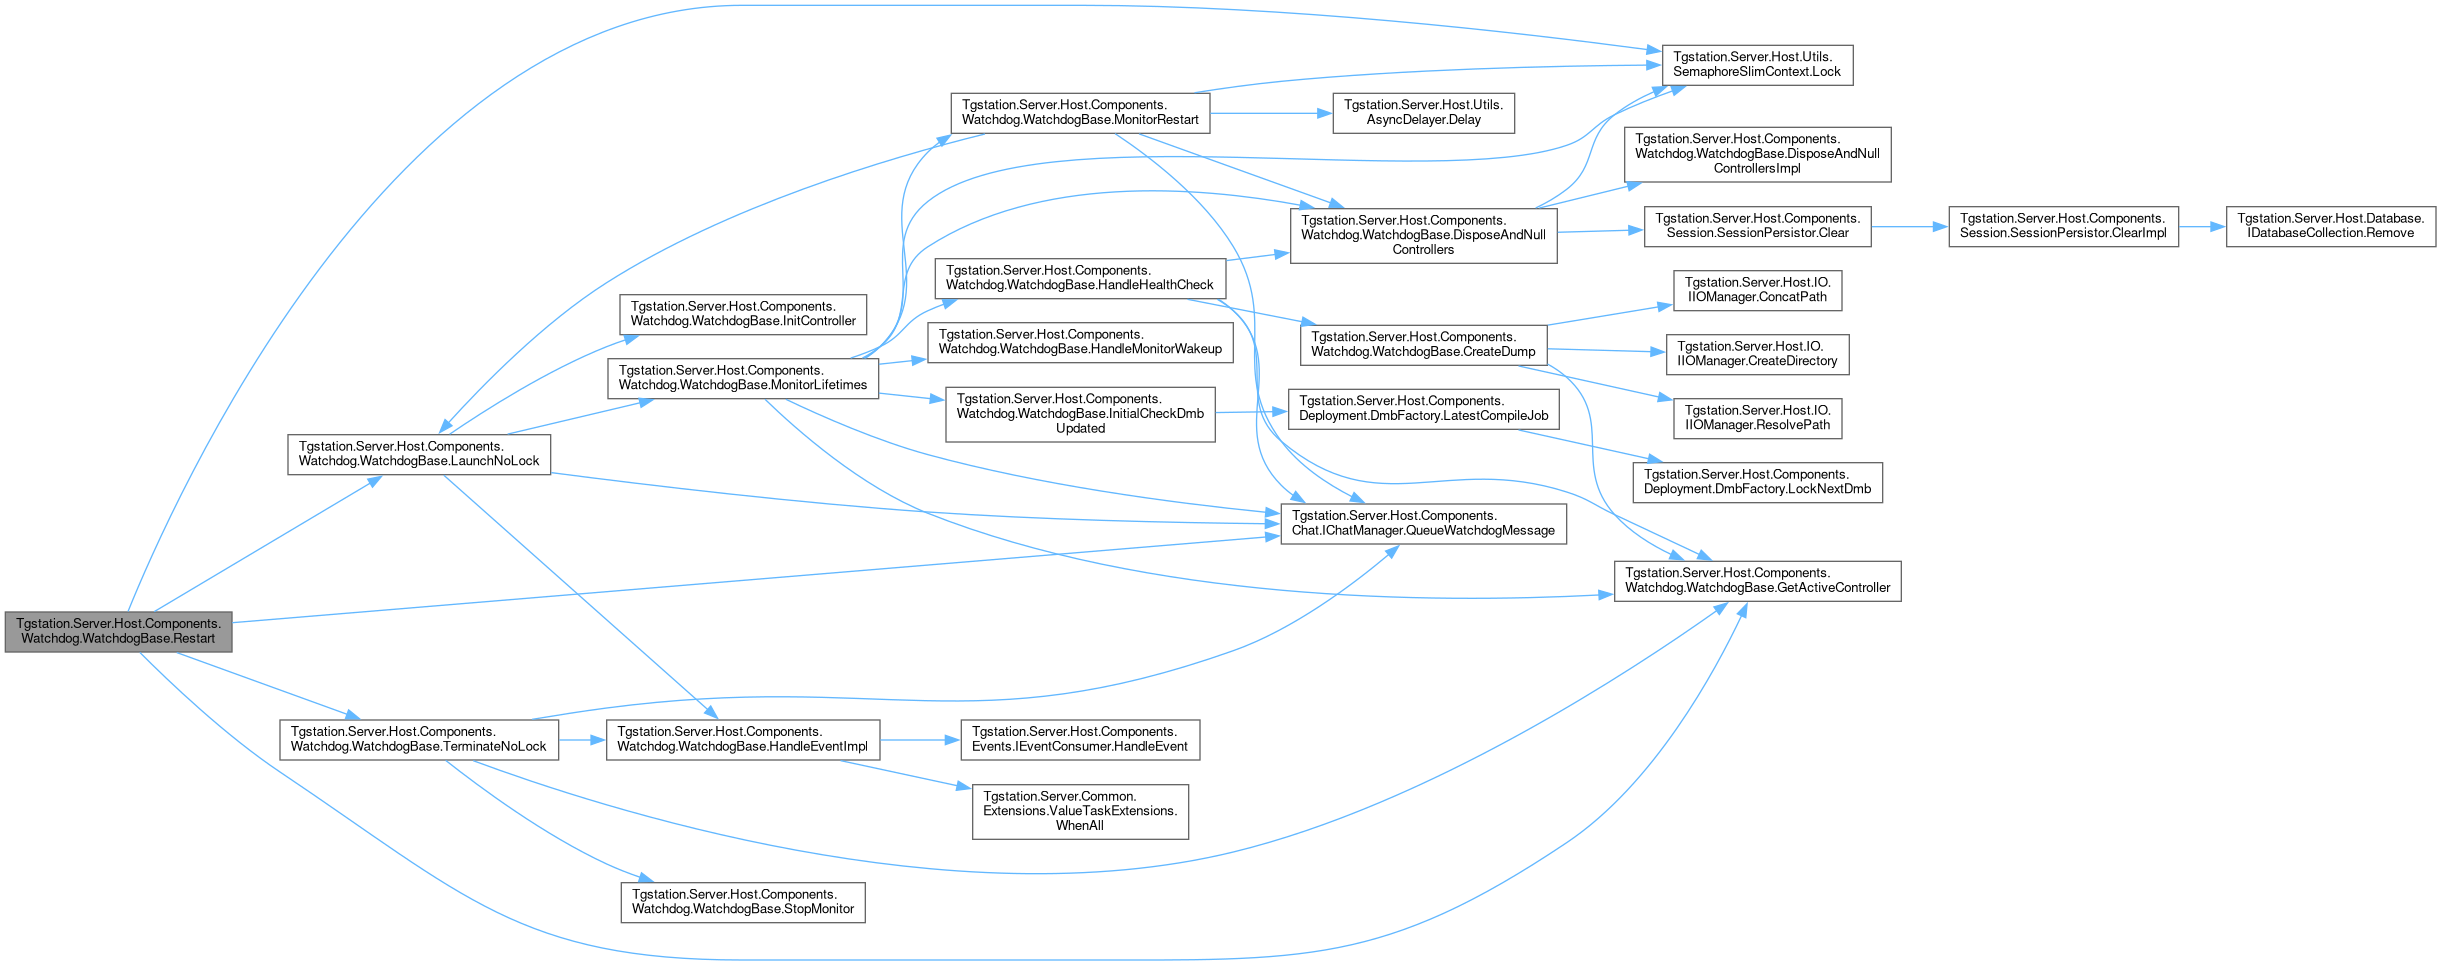 Tgstation.Server.Host.Components.
Watchdog.WatchdogBase.Restart
Tgstation.Server.Host.Components.
Watchdog.WatchdogBase.LaunchNoLock
Tgstation.Server.Host.Components.
Watchdog.WatchdogBase.TerminateNoLock
Tgstation.Server.Host.Components.
Watchdog.WatchdogBase.InitController
Tgstation.Server.Host.Components.
Watchdog.WatchdogBase.MonitorLifetimes
Tgstation.Server.Host.Components.
Watchdog.WatchdogBase.HandleEventImpl
Tgstation.Server.Host.Components.
Watchdog.WatchdogBase.StopMonitor
Tgstation.Server.Host.Components.
Watchdog.WatchdogBase.MonitorRestart
Tgstation.Server.Host.Components.
Watchdog.WatchdogBase.HandleHealthCheck
Tgstation.Server.Host.Components.
Watchdog.WatchdogBase.HandleMonitorWakeup
Tgstation.Server.Host.Components.
Watchdog.WatchdogBase.InitialCheckDmb
Updated
Tgstation.Server.Host.Components.
Events.IEventConsumer.HandleEvent
Tgstation.Server.Common.
Extensions.ValueTaskExtensions.
WhenAll
Tgstation.Server.Host.Utils.
AsyncDelayer.Delay
Tgstation.Server.Host.Components.
Watchdog.WatchdogBase.DisposeAndNull
Controllers
Tgstation.Server.Host.Components.
Watchdog.WatchdogBase.CreateDump
Tgstation.Server.Host.Components.
Deployment.DmbFactory.LatestCompileJob
Tgstation.Server.Host.Components.
Chat.IChatManager.QueueWatchdogMessage
Tgstation.Server.Host.Utils.
SemaphoreSlimContext.Lock
Tgstation.Server.Host.Components.
Watchdog.WatchdogBase.DisposeAndNull
ControllersImpl
Tgstation.Server.Host.Components.
Session.SessionPersistor.Clear
Tgstation.Server.Host.IO.
IIOManager.ConcatPath
Tgstation.Server.Host.IO.
IIOManager.CreateDirectory
Tgstation.Server.Host.IO.
IIOManager.ResolvePath
Tgstation.Server.Host.Components.
Deployment.DmbFactory.LockNextDmb
Tgstation.Server.Host.Components.
Watchdog.WatchdogBase.GetActiveController
Tgstation.Server.Host.Components.
Session.SessionPersistor.ClearImpl
Tgstation.Server.Host.Database.
IDatabaseCollection.Remove